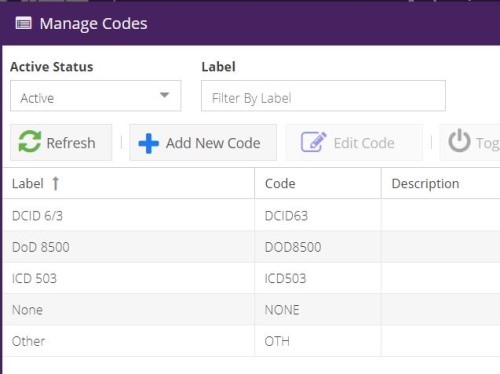 Manage Codes
Active Status Label
Active Filter By Label
Refresh Add New Code Edit Code Tog
Label ↑ Code Description
DCID 6/3 DCID63
DoD 8500 DOD8500
ICD 503 ICD503
None NONE
Other OTH